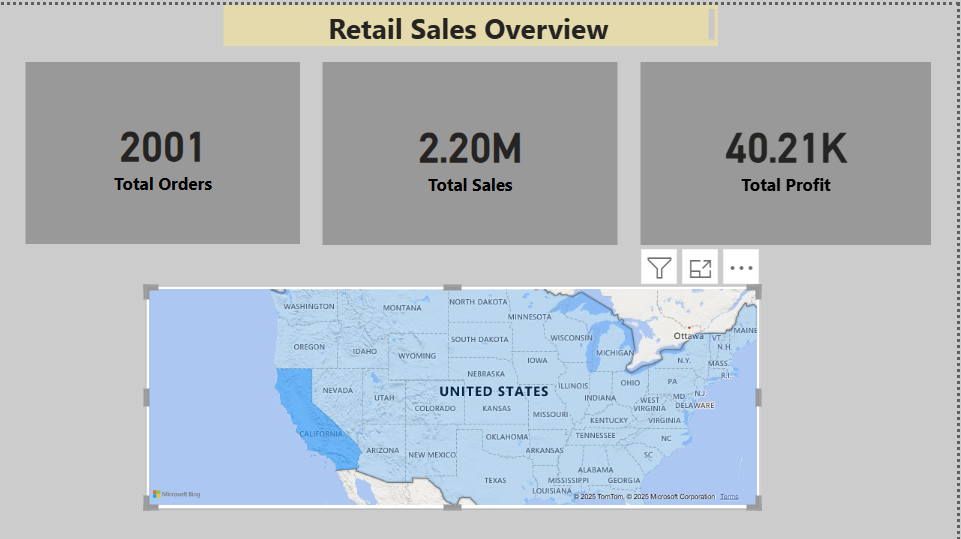 Retail Sales Overview
2001
Total Orders
2.20M
Total Sales
40.21K
Total Profit
WASHINGTON
MONTANA
NORTH DAKOTA
MINNESOTA
Ottawa
MAINE
OREGON
IDAHO
WYOMING
SOUTH DAKOTA
WISCONSIN
MICHIGAN
VT.
N.H.
N.Y.
MASS.
R.I.
NEVADA
UTAH
NEBRASKA
IOWA
ILLINOIS
INDIANA
OHIO
PA
N.J.
MD.
DELAWARE
UNITED STATES
COLORADO
KANSAS
MISSOURI
KENTUCKY
WEST
VIRGINIA
VIRGINIA
CALIFORNIA
ARIZONA
NEW MEXICO
OKLAHOMA
ARKANSAS
TENNESSEE
NC
SC
TEXAS
LOUISIANA
MISSISSIPPI
ALABAMA
GEORGIA
Microsoft Bing
© 2025 TomTom, © 2025 Microsoft Corporation Terms